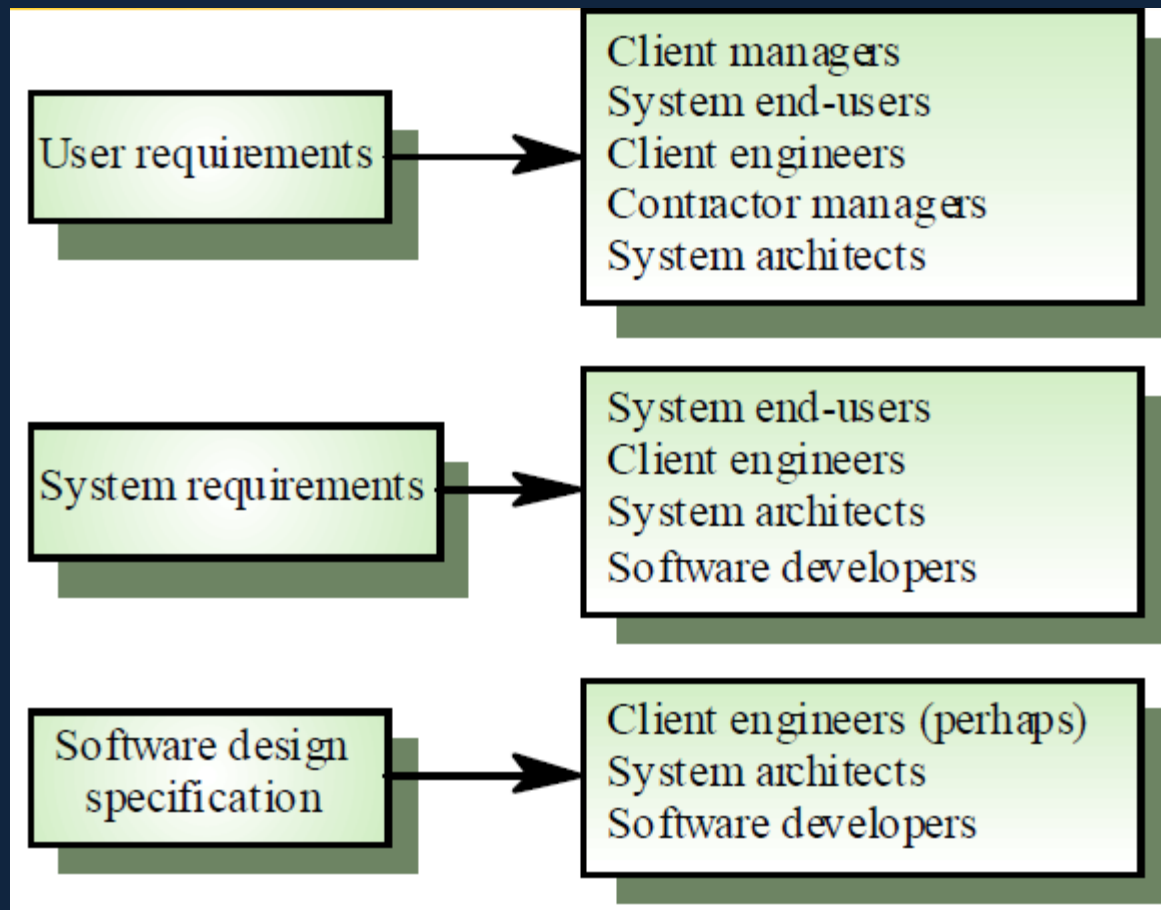 User requirements
Client managers
System end-users
Client engineers
Contractor managers
System architects
System requirements
System end-users
Client engineers
System architects
Software developers
Software design
specification
Client engineers (perhaps)
System architects
Software developers